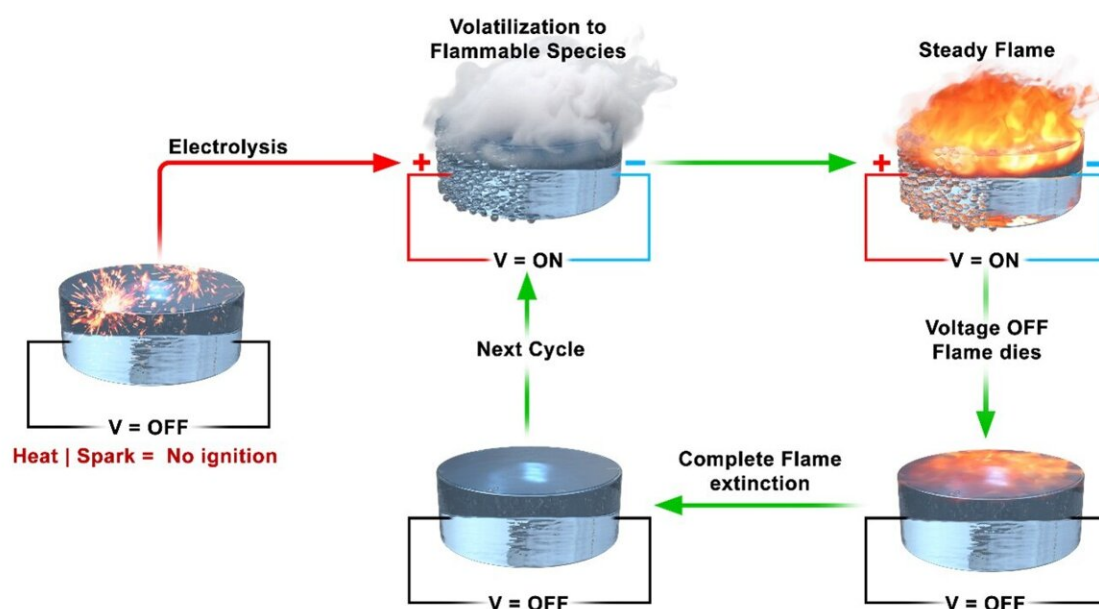 Volatilization to
Flammable Species
Steady Flame
Electrolysis
+
−
+
−
V = ON
V = ON
Next Cycle
Voltage OFF
Flame dies
V = OFF
Heat | Spark = No ignition
Complete Flame
extinction
V = OFF
V = OFF